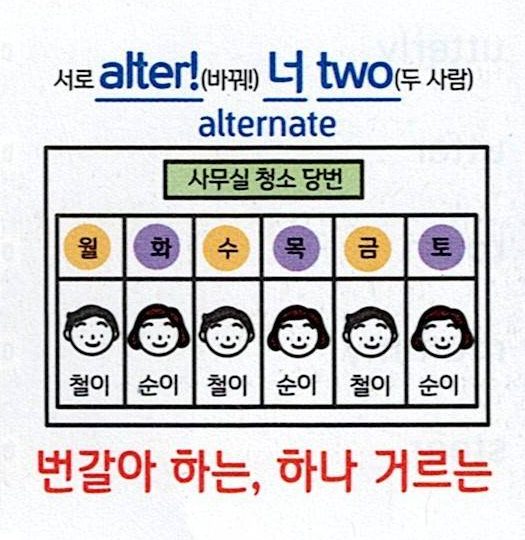 서로 alter!(바꿔!) 너 two(두 사람)
alternate
사무실 청소 당번
월 화 수 목 금 토
철이 순이 철이 순이 철이 순이
번갈아 하는, 하나 거르는